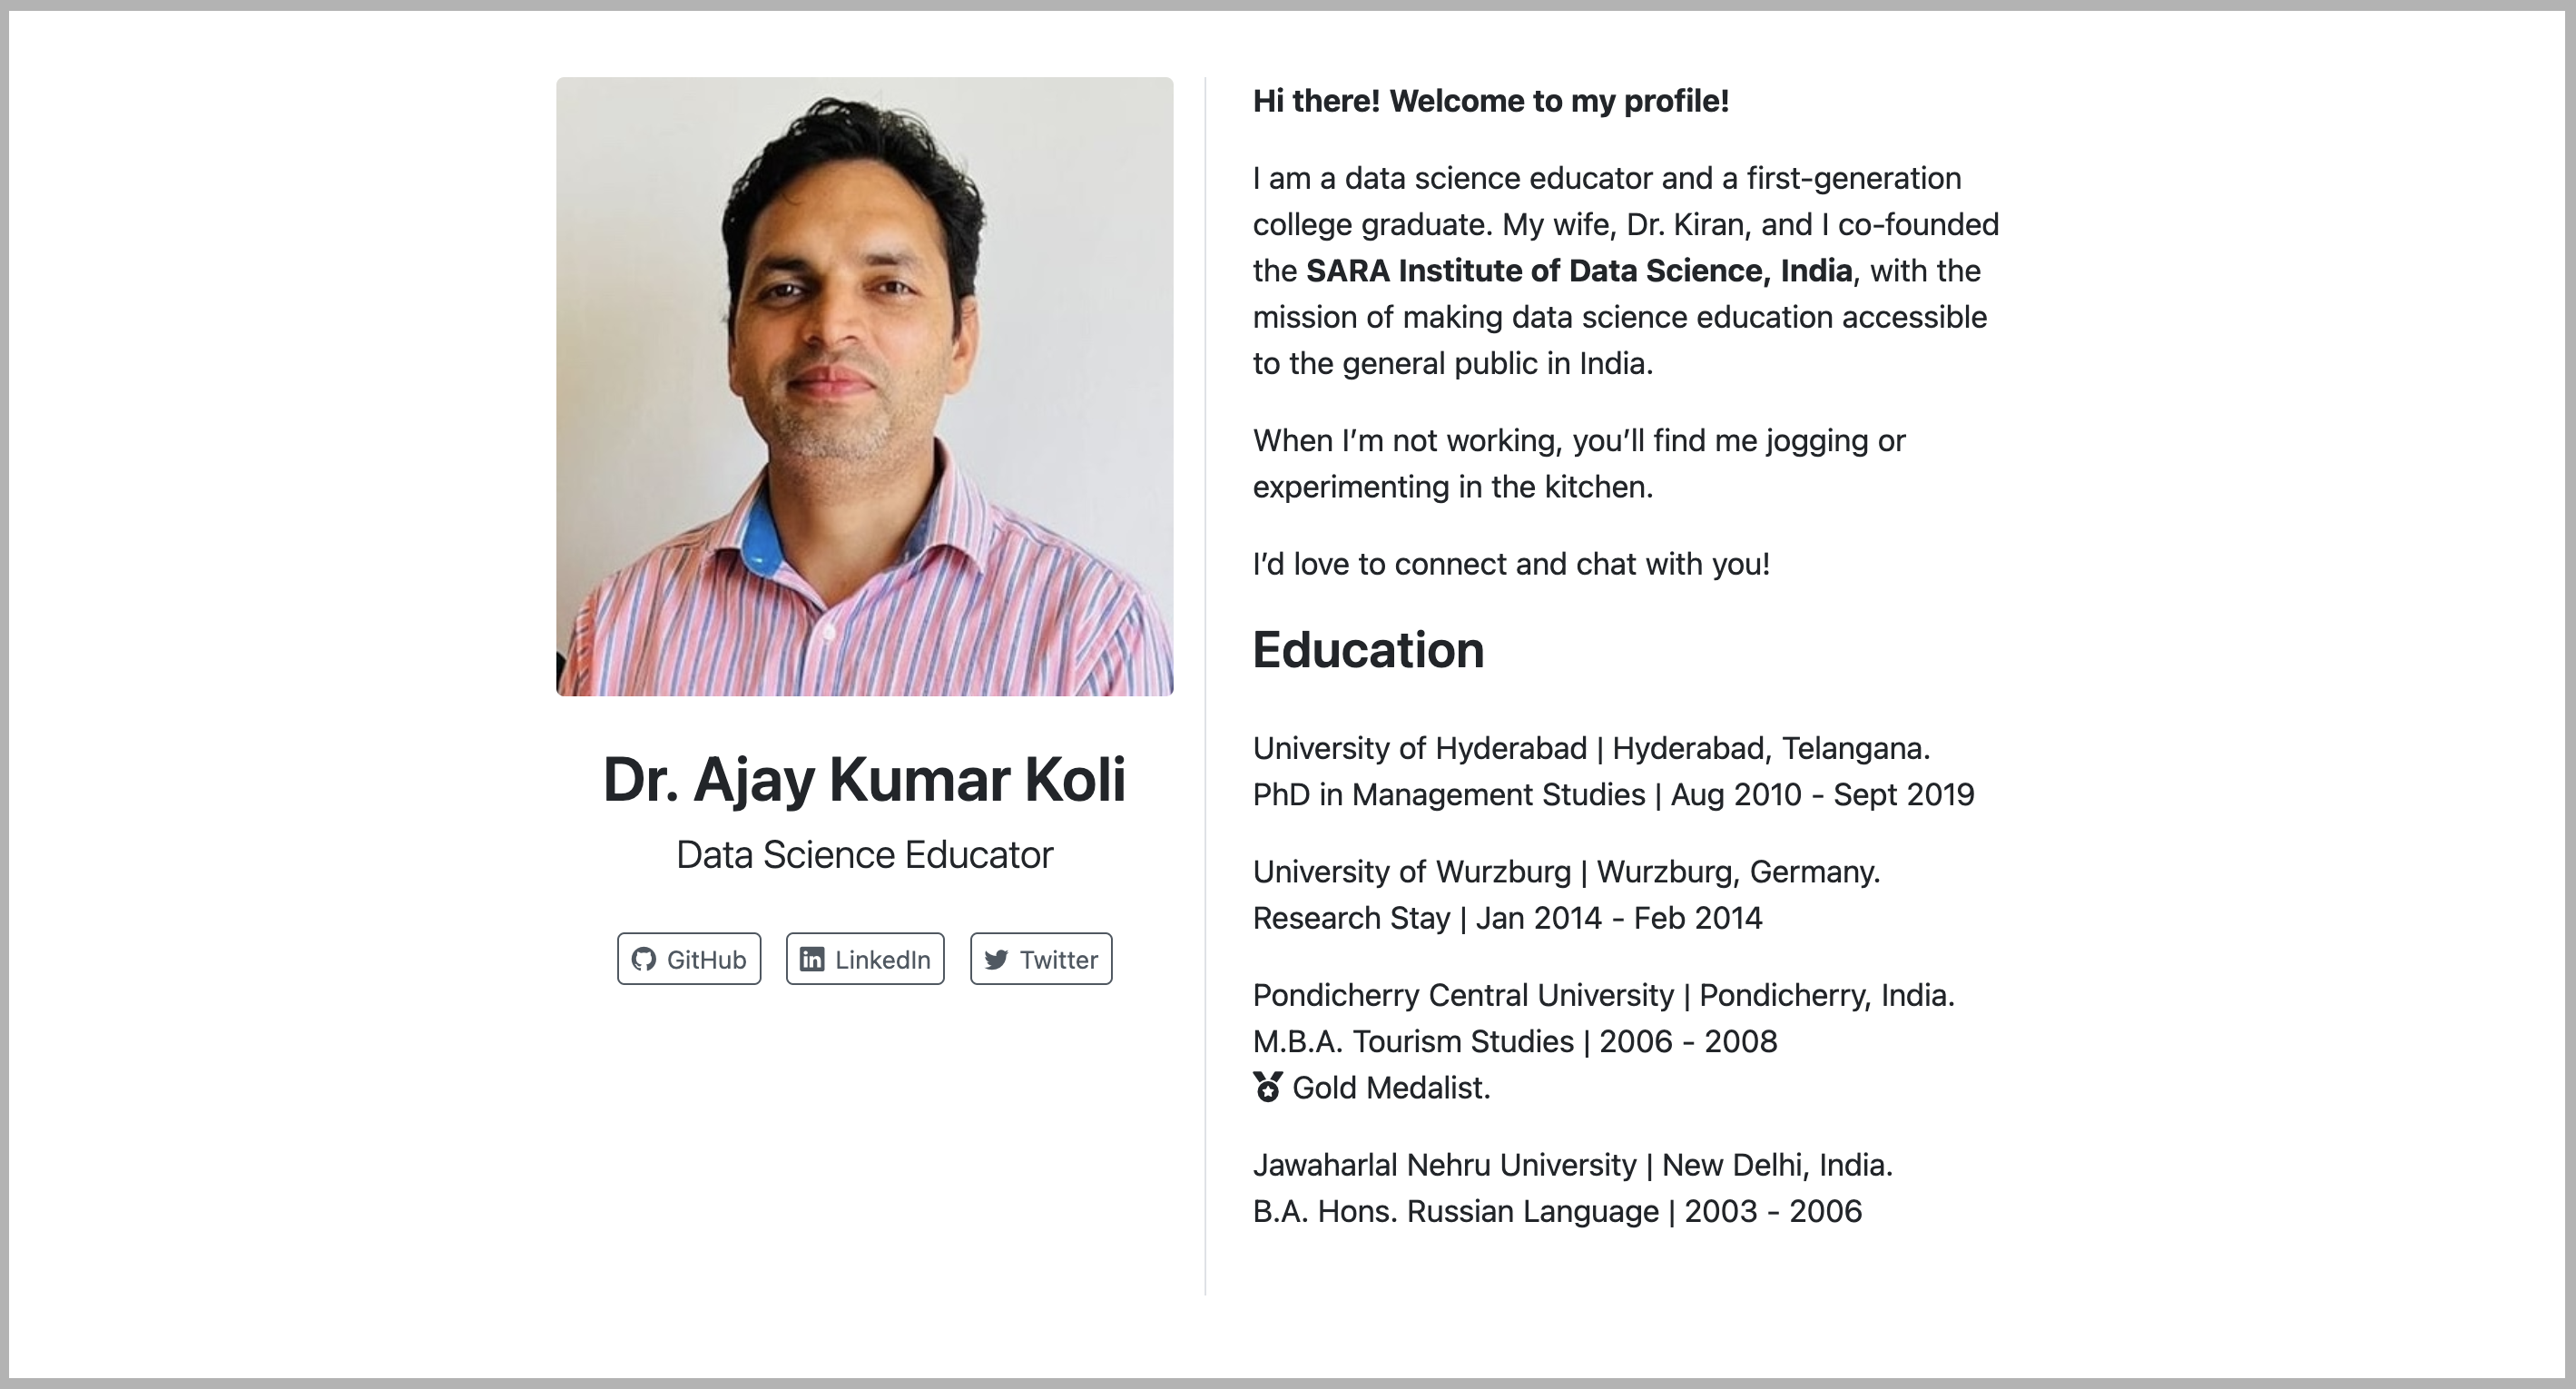 Dr. Ajay Kumar Koli
Data Science Educator
GitHub
LinkedIn
Twitter
Hi there! Welcome to my profile!
I am a data science educator and a first-generation
college graduate. My wife, Dr. Kiran, and I co-founded
the SARA Institute of Data Science, India, with the
mission of making data science education accessible
to the general public in India.
When I’m not working, you’ll find me jogging or
experimenting in the kitchen.
I’d love to connect and chat with you!
Education
University of Hyderabad | Hyderabad, Telangana.
PhD in Management Studies | Aug 2010 - Sept 2019
University of Wurzburg | Wurzburg, Germany.
Research Stay | Jan 2014 - Feb 2014
Pondicherry Central University | Pondicherry, India.
M.B.A. Tourism Studies | 2006 - 2008
Gold Medalist.
Jawaharlal Nehru University | New Delhi, India.
B.A. Hons. Russian Language | 2003 - 2006